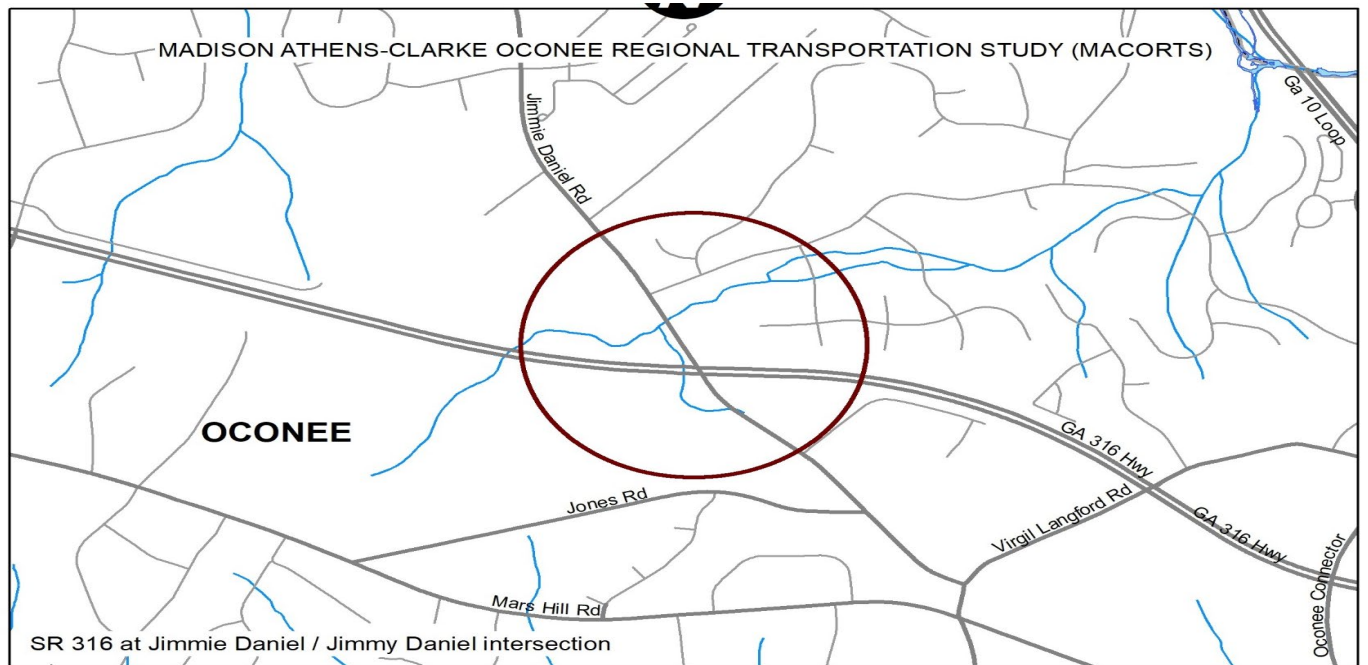 MADISON ATHENS-CLARKE OCONEE REGIONAL TRANSPORTATION STUDY (MACORTS)
Ga 10 Loop
Jimmie Daniel Rd
OCONEE
GA 316 Hwy
Jones Rd
Virgil Langford Rd
GA 316 Hwy
Oconee Connector
Mars Hill Rd
SR 316 at Jimmie Daniel / Jimmy Daniel intersection